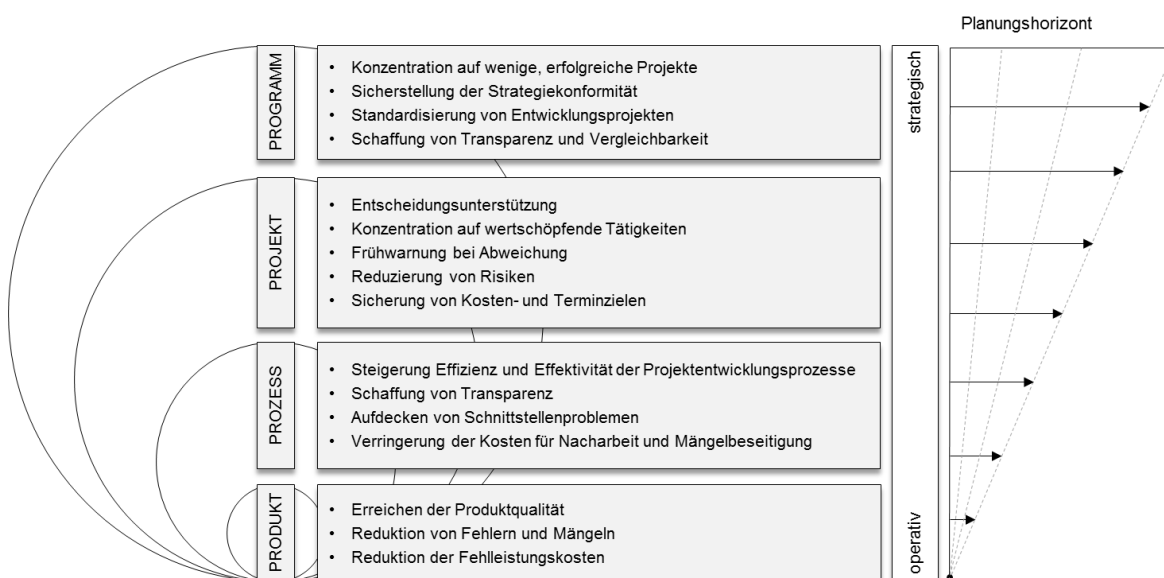 Planungshorizont
PROGRAMM
• Konzentration auf wenige, erfolgreiche Projekte
• Sicherstellung der Strategiekonformität
• Standardisierung von Entwicklungsprojekten
• Schaffung von Transparenz und Vergleichbarkeit
strategisch
PROJEKT
• Entscheidungsunterstützung
• Konzentration auf wertschöpfende Tätigkeiten
• Frühwarnung bei Abweichung
• Reduzierung von Risiken
• Sicherung von Kosten- und Terminzielen
PROZESS
• Steigerung Effizienz und Effektivität der Projektentwicklungsprozesse
• Schaffung von Transparenz
• Aufdecken von Schnittstellenproblemen
• Verringerung der Kosten für Nacharbeit und Mängelbeseitigung
PRODUKT
• Erreichen der Produktqualität
• Reduktion von Fehlern und Mängeln
• Reduktion der Fehlleistungskosten
operativ